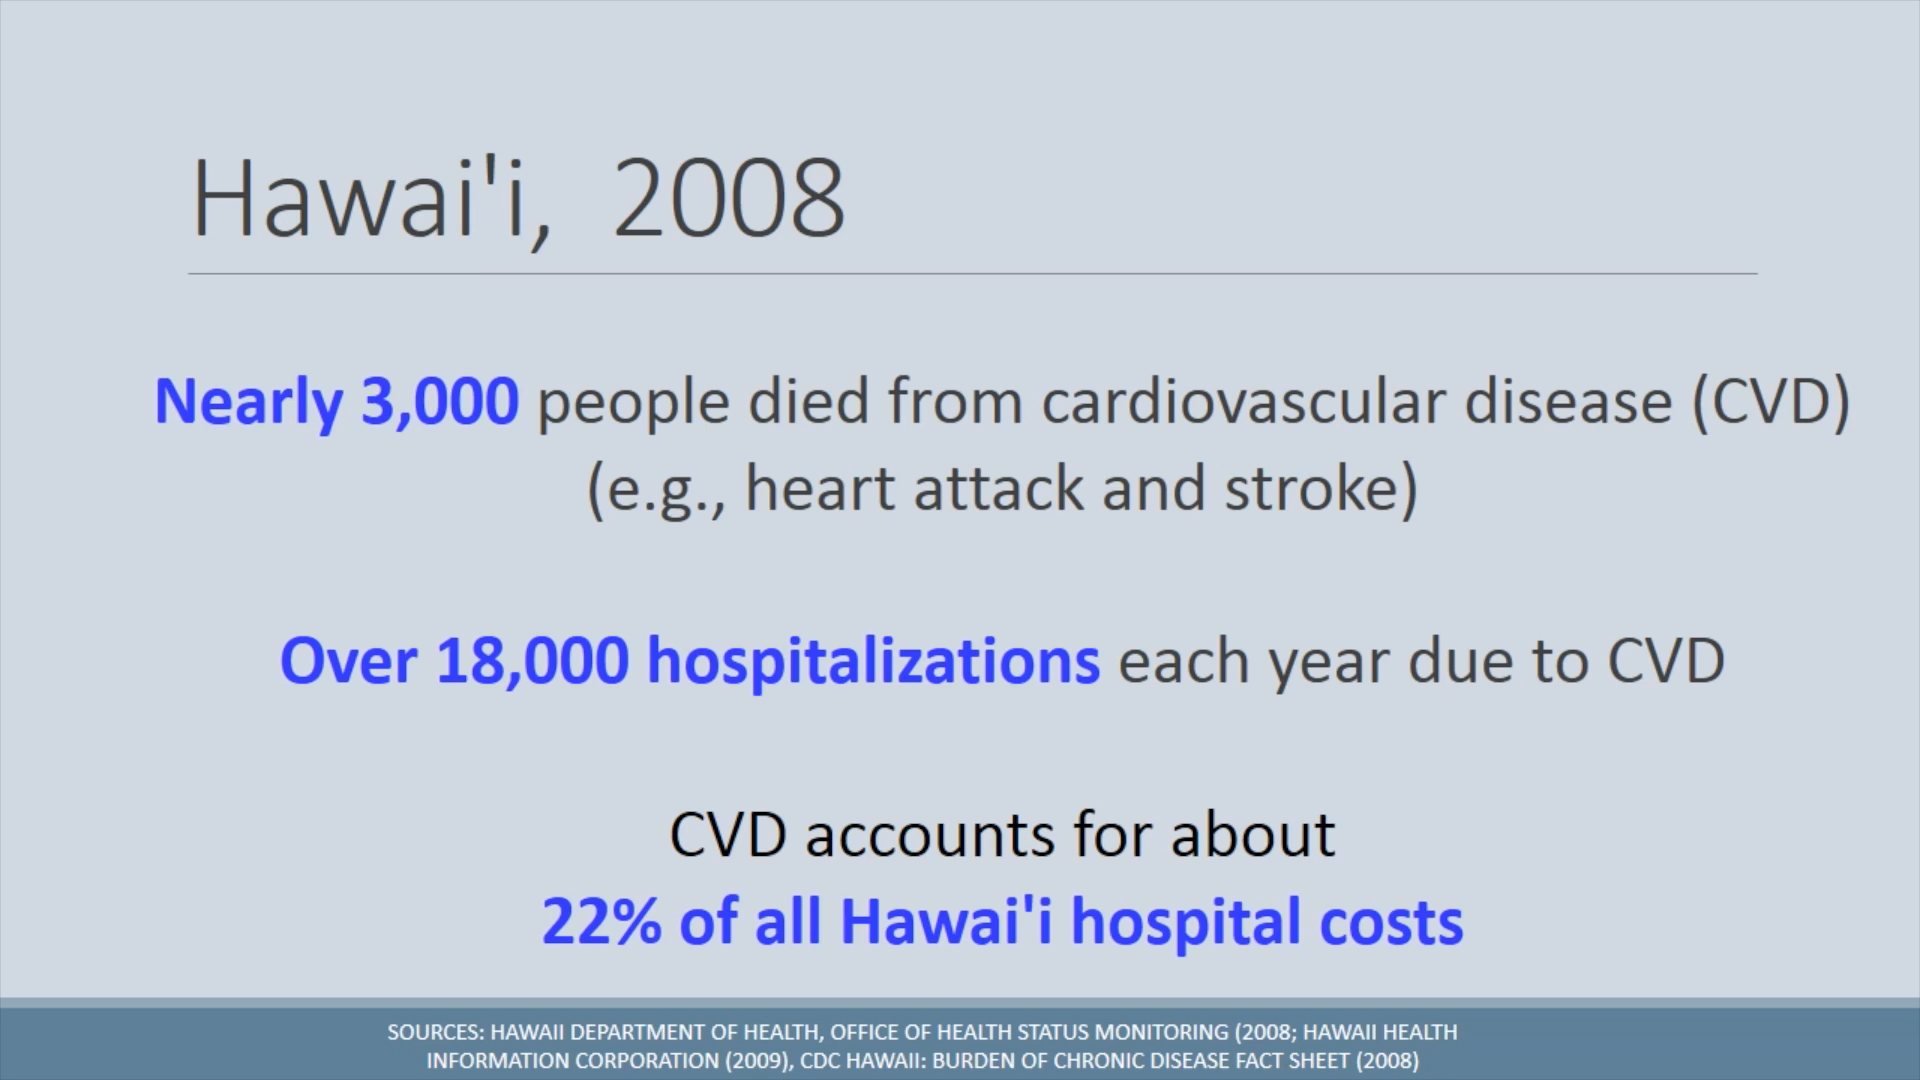 Hawai'i, 2008
Nearly 3,000 people died from cardiovascular disease (CVD)
(e.g., heart attack and stroke)
Over 18,000 hospitalizations each year due to CVD
CVD accounts for about
22% of all Hawai'i hospital costs
SOURCES: HAWAII DEPARTMENT OF HEALTH, OFFICE OF HEALTH STATUS MONITORING (2008; HAWAII HEALTH
INFORMATION CORPORATION (2009), CDC HAWAII: BURDEN OF CHRONIC DISEASE FACT SHEET (2008)